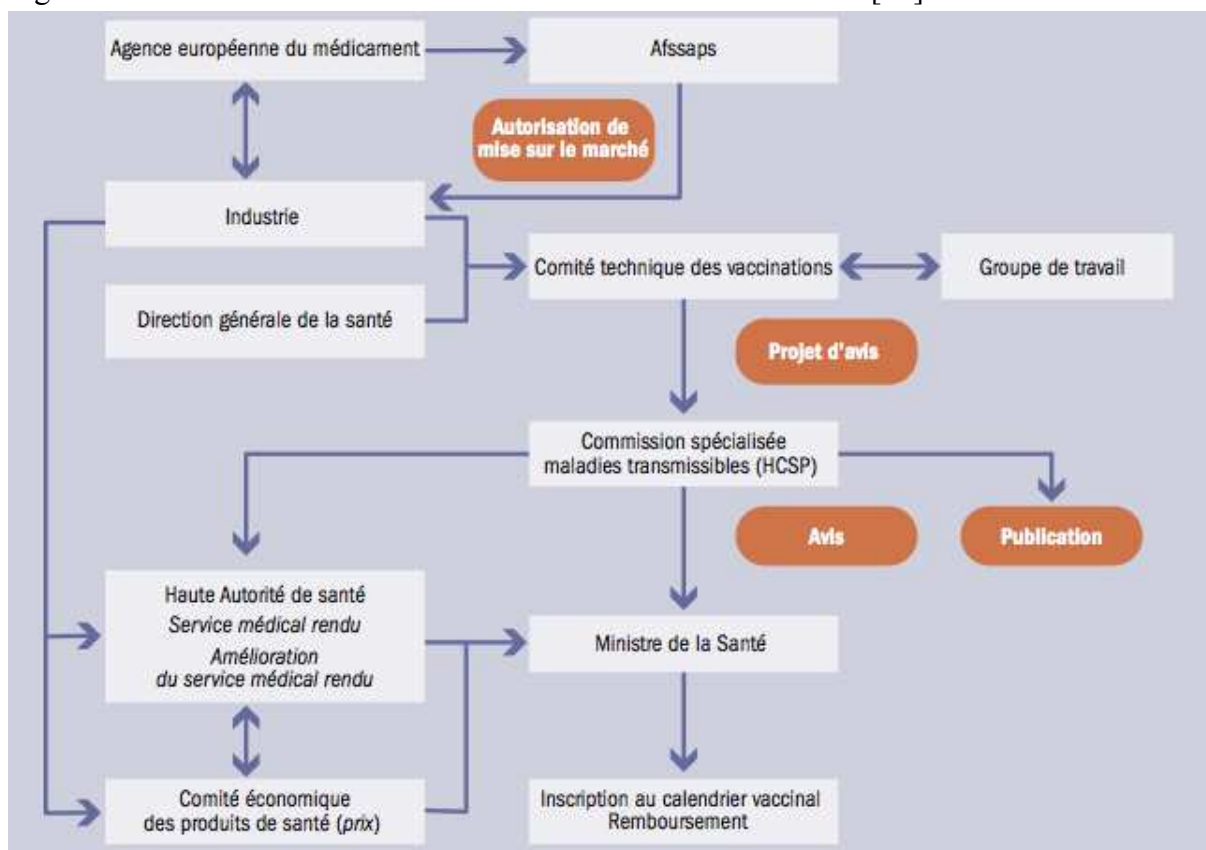 Agence européenne du médicament
Afssaps
Autorisation de
mise sur le marché
Industrie
Comité technique des vaccinations
Groupe de travail
Direction générale de la santé
Projet d'avis
Commission spécialisée
maladies transmissibles (HCSP)
Avis
Publication
Haute Autorité de santé
Service médical rendu
Amélioration
du service médical rendu
Ministre de la Santé
Comité économique
des produits de santé (prix)
Inscription au calendrier vaccinal
Remboursement